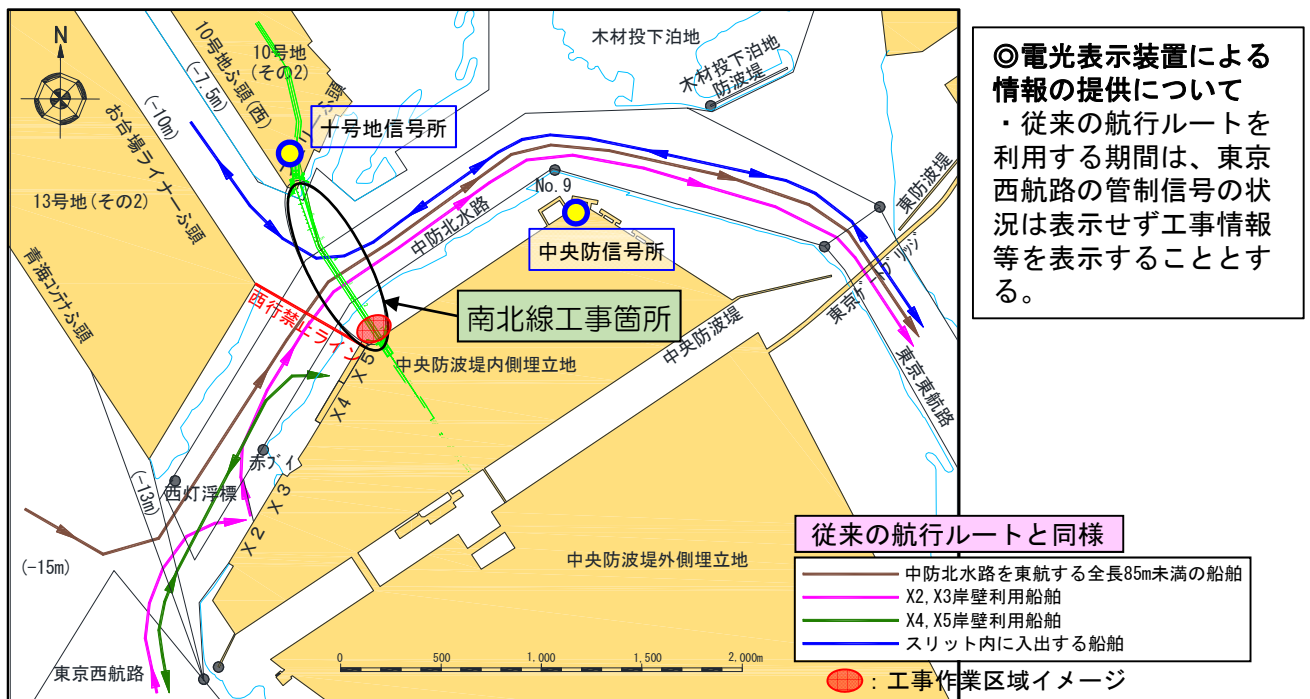 N
10号地
(その2)
10号地ふ頭(西)
(-7.5m)
(-10m)
お台場ライナーふ頭
13号地(その2)
青海ｺﾝﾃﾅふ頭
十号地信号所
木材投下泊地
木材投下泊地
防波堤
No.9
中防北水路
中央防信号所
東防波堤
東京ｹﾞｰﾄﾌﾞﾘｯｼﾞ
東京東航路
西行禁止ライン
南北線工事箇所
中央防波堤
中央防波堤内側埋立地
X5
X4
赤ﾌﾞｲ
西灯浮標
X3
X2
(-13m)
(-15m)
中央防波堤外側埋立地
東京西航路
0 500 1.000 1,500 2.000m
◎電光表示装置による
情報の提供について
・従来の航行ルートを
利用する期間は、東京
西航路の管制信号の状
況は表示せず工事情報
等を表示することとす
る。
従来の航行ルートと同様
中防北水路を東航する全長85m未満の船舶
X2,X3岸壁利用船舶
X4,X5岸壁利用船舶
スリット内に入出する船舶
：工事作業区域イメージ